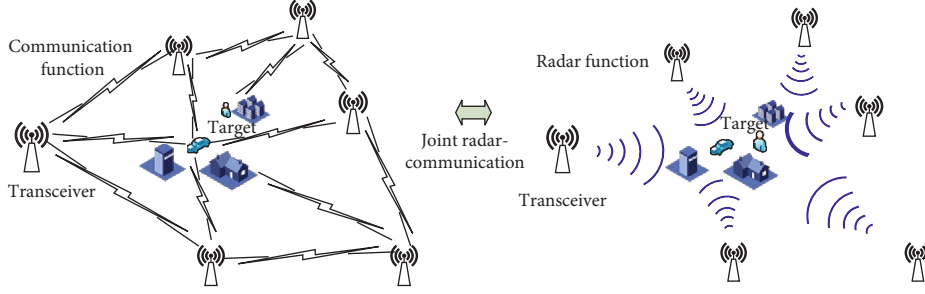 Communication
function
Target
Transceiver
Joint radar-
communication
Radar function
Target
Transceiver